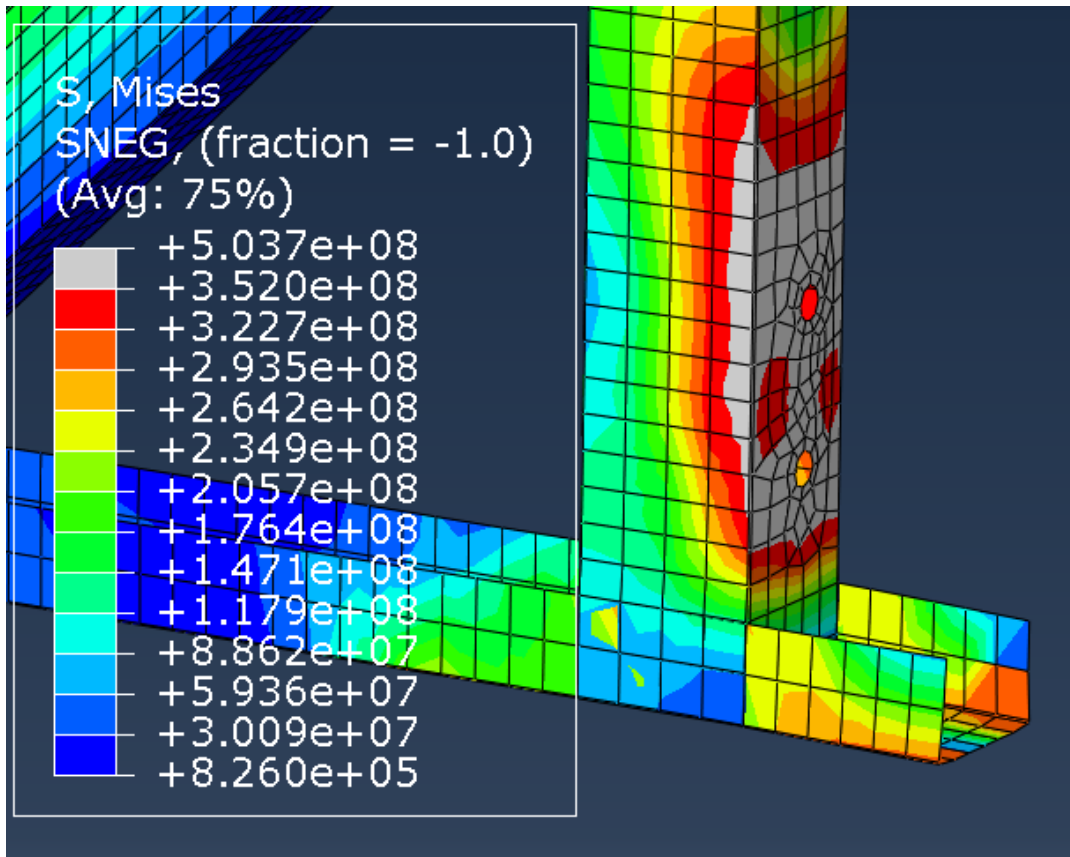 S, Mises
SNEG, (fraction = -1.0)
(Avg: 75%)
+5.037e+08
+3.520e+08
+3.227e+08
+2.935e+08
+2.642e+08
+2.349e+08
+2.057e+08
+1.764e+08
+1.471e+08
+1.179e+08
+8.862e+07
+5.936e+07
+3.009e+07
+8.260e+05